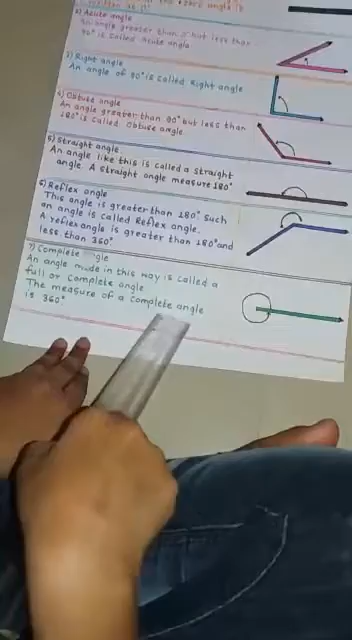 written as 0°
2) Acute angle
An angle greater than 0° but less than
90° is called Acute angle
3) Right angle
An angle of 90° is called Right angle
4) Obtuse angle
An angle greater than 90° but less than
180° is called Obtuse angle
5) Straight angle.
An angle like this is called a straight
angle. A straight angle measure 180°
6) Reflex angle
This angle is greater than 180° Such
an angle is called Reflex angle.
A reflex angle is greater than 180° and
less than 360°
7) Complete gle
An angle made in this way is called a
full or complete angle
The measure of a complete angle
is 360°